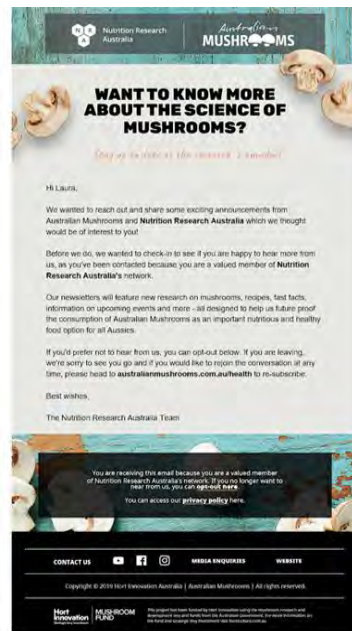 Nutrition Research
Australia
Australian
MUSHROOMS
WANT TO KNOW MORE
ABOUT THE SCIENCE OF
MUSHROOMS?
Hi Laura,
We wanted to reach out and share some exciting announcements from
Australian Mushrooms and Nutrition Research Australia which we thought
would be of interest to you!
Before we do, we wanted to check-in to see if you are happy to hear more from
us, as you've been contacted because you are a valued member of Nutrition
Research Australia's network.
Our newsletters will feature new research on mushrooms, recipes, fast facts,
information on upcoming events and more - all designed to help us future proof
the consumption of Australian Mushrooms as an important nutritious and healthy
food option for all Aussies.
If you'd prefer not to hear from us, you can opt-out below. If you are leaving,
we're sorry to see you go and if you would like to rejoin the conversation at any
time, please head to australianmushrooms.com.au/health to re-subscribe.
Best wishes,
The Nutrition Research Australia Team
You are receiving this email because you are a valued member
of Nutrition Research Australia's network. If you no longer want to
hear from us, you can opt-out here.
You can access our privacy policy here.
CONTACT US
MEDIA ENQUIRIES
WEBSITE
Copyright © 2019 Hort Innovation Australia | Australian Mushrooms | All rights reserved.
Hort
Innovation
MUSHROOM
FUND